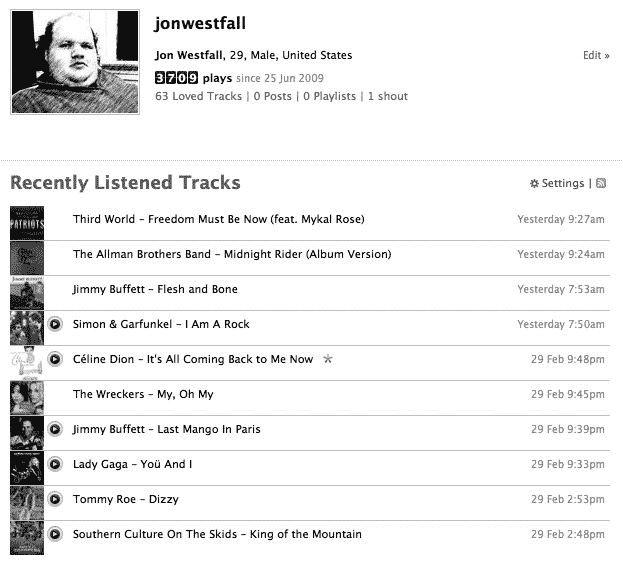 jonwestfall
Jon Westfall, 29, Male, United States
Edit »
3709 plays since 25 Jun 2009
63 Loved Tracks | 0 Posts | 0 Playlists | 1 shout
Recently Listened Tracks
Settings |
PATRIOTS
Third World – Freedom Must Be Now (feat. Mykal Rose)
Yesterday 9:27am
The Allman Brothers Band – Midnight Rider (Album Version)
Yesterday 9:24am
Jimmy Buffett – Flesh and Bone
Yesterday 7:53am
Simon & Garfunkel – I Am A Rock
Yesterday 7:50am
Céline Dion – It's All Coming Back to Me Now
29 Feb 9:48pm
The Wreckers – My, Oh My
29 Feb 9:45pm
Jimmy Buffett – Last Mango In Paris
29 Feb 9:39pm
Lady Gaga – Yoü And I
29 Feb 9:33pm
Tommy Roe – Dizzy
29 Feb 2:53pm
Southern Culture On The Skids – King of the Mountain
29 Feb 2:48pm